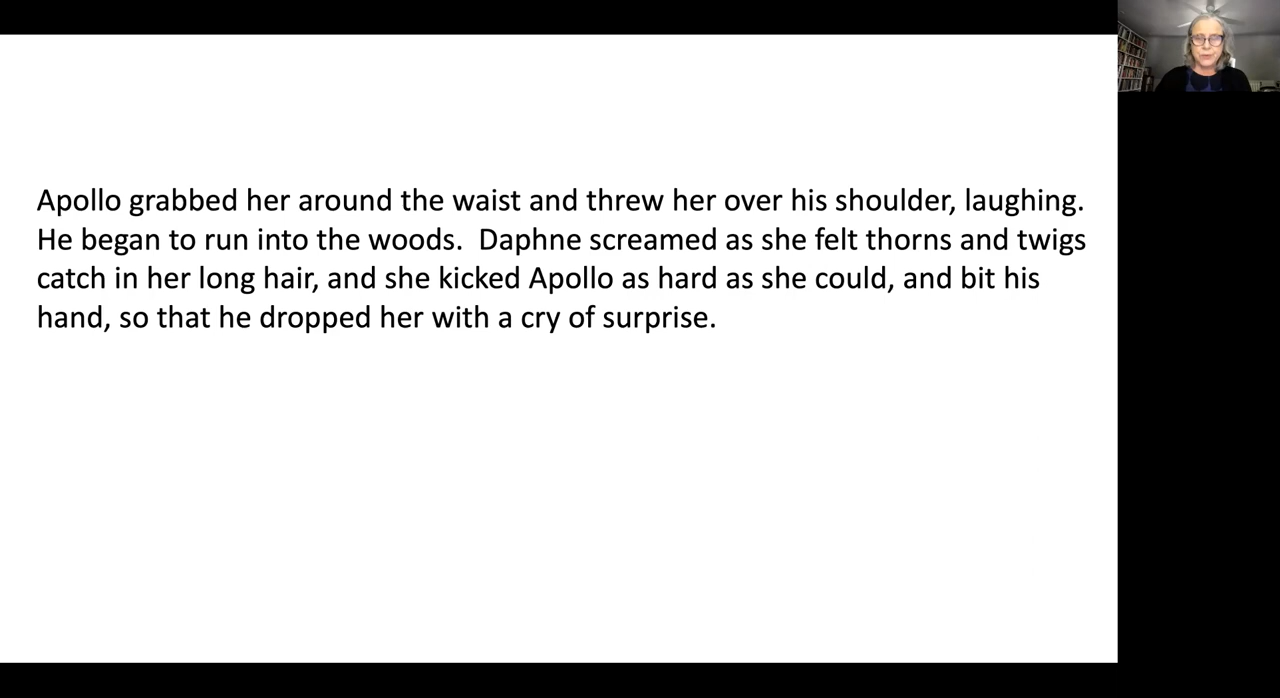 Apollo grabbed her around the waist and threw her over his shoulder, laughing.
He began to run into the woods.  Daphne screamed as she felt thorns and twigs
catch in her long hair, and she kicked Apollo as hard as she could, and bit his
hand, so that he dropped her with a cry of surprise.